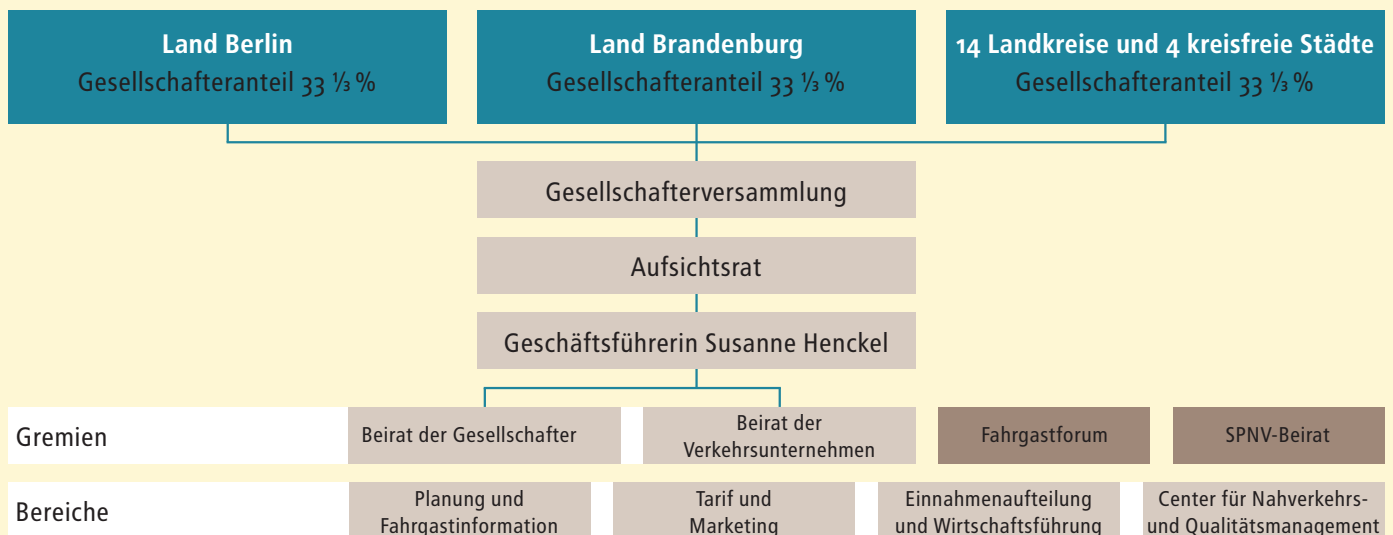 Land Berlin
Gesellschafteranteil 33 ⅓ %
Land Brandenburg
Gesellschafteranteil 33 ⅓ %
14 Landkreise und 4 kreisfreie Städte
Gesellschafteranteil 33 ⅓ %
Gesellschafterversammlung
Aufsichtsrat
Geschäftsführerin Susanne Henckel
Gremien
Beirat der Gesellschafter
Beirat der
Verkehrsunternehmen
Fahrgastforum
SPNV-Beirat
Bereiche
Planung und
Fahrgastinformation
Tarif und
Marketing
Einnahmenaufteilung
und Wirtschaftsführung
Center für Nahverkehrs-
und Qualitätsmanagement